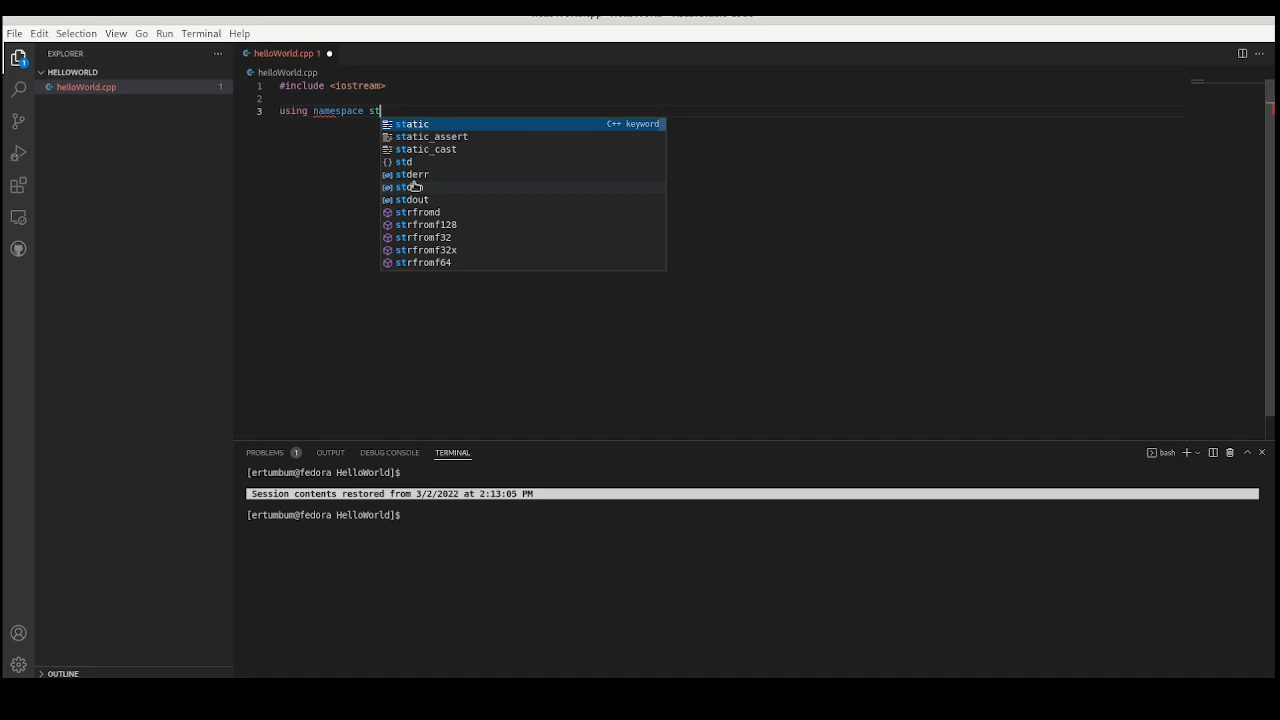 File Edit Selection View Go Run Terminal Help
EXPLORER
HELLOWORLD
helloWorld.cpp 1
1
helloWorld.cpp 1
helloWorld.cpp
1 #include <iostream>
2
3 using namespace st
static C++ keyword
static_assert
static_cast
std
stderr
stdout
strfromd
strfromf128
strfromf32
strfromf32x
strfromf64
PROBLEMS 1 OUTPUT DEBUG CONSOLE TERMINAL
bash
[ertumbum@fedora HelloWorld]$
Session contents restored from 3/2/2022 at 2:13:05 PM
[ertumbum@fedora HelloWorld]$
OUTLINE